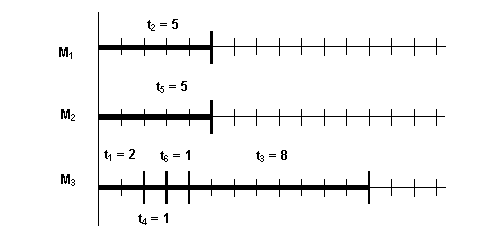 t₂ = 5
M₁
t₅ = 5
M₂
t₁ = 2 t₆ = 1 t₃ = 8
M₃
t₄ = 1